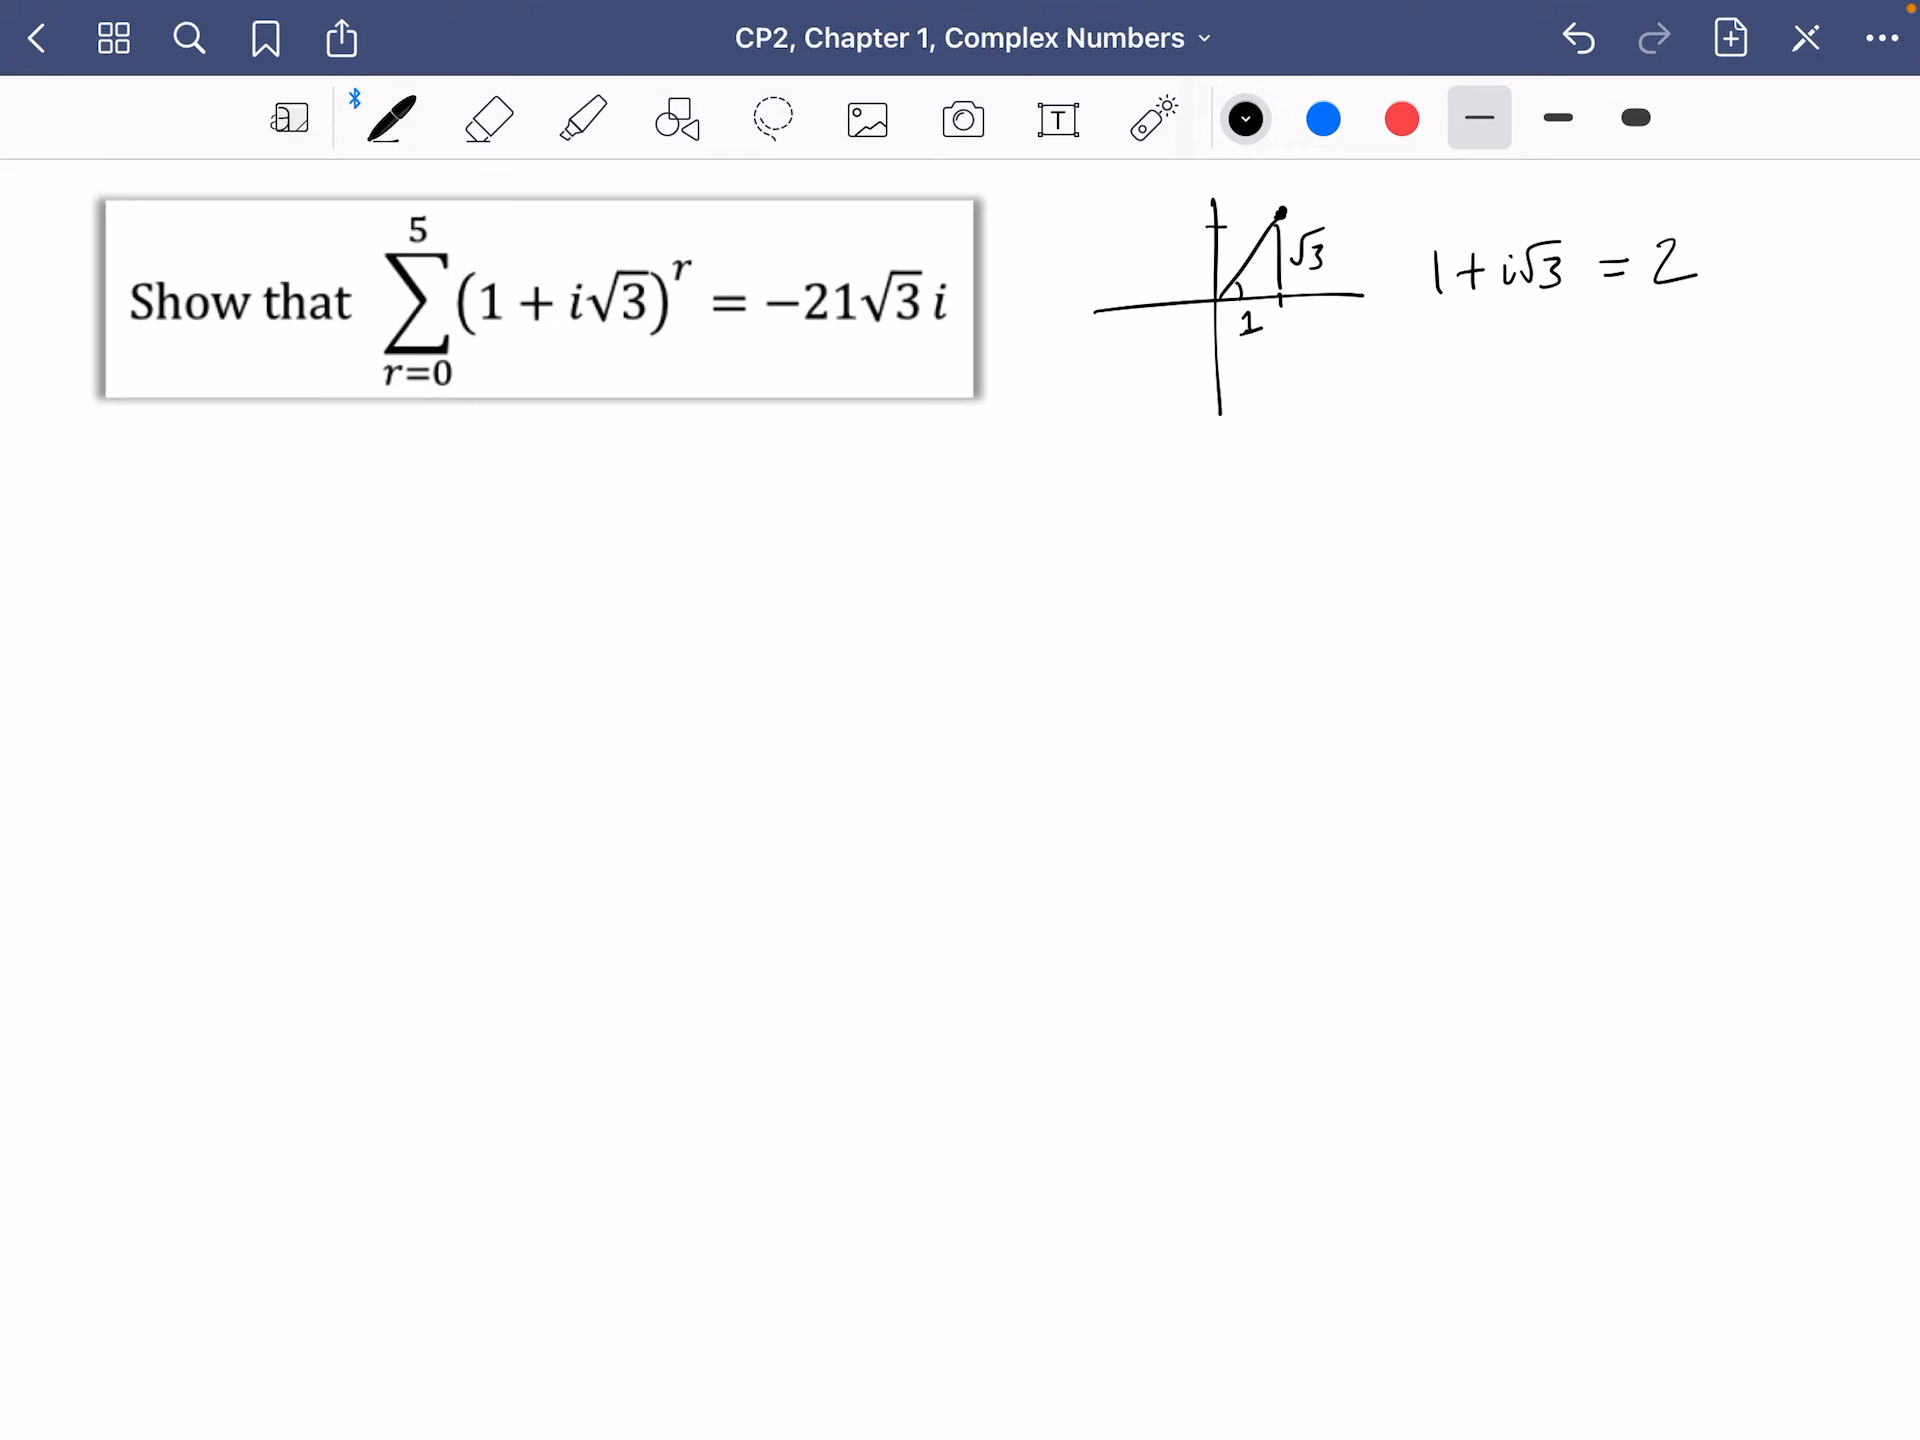 CP2, Chapter 1, Complex Numbers
a
T
Show that ∑_{r=0}^{5} (1 + i√3)^r = −21√3 i
√3
1
1 + i√3 = 2